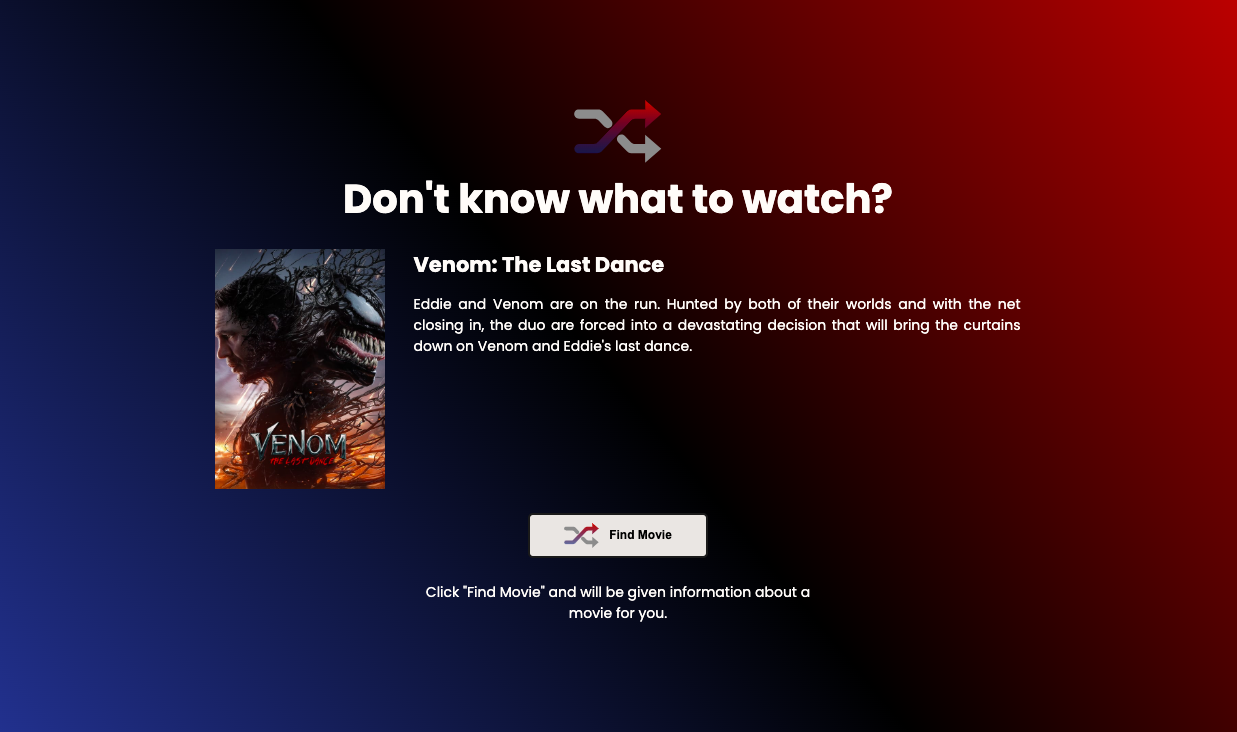 Don't know what to watch?
Venom: The Last Dance
Eddie and Venom are on the run. Hunted by both of their worlds and with the net
closing in, the duo are forced into a devastating decision that will bring the curtains
down on Venom and Eddie's last dance.
VENOM
THE LAST DANCE
Find Movie
Click "Find Movie" and will be given information about a
movie for you.